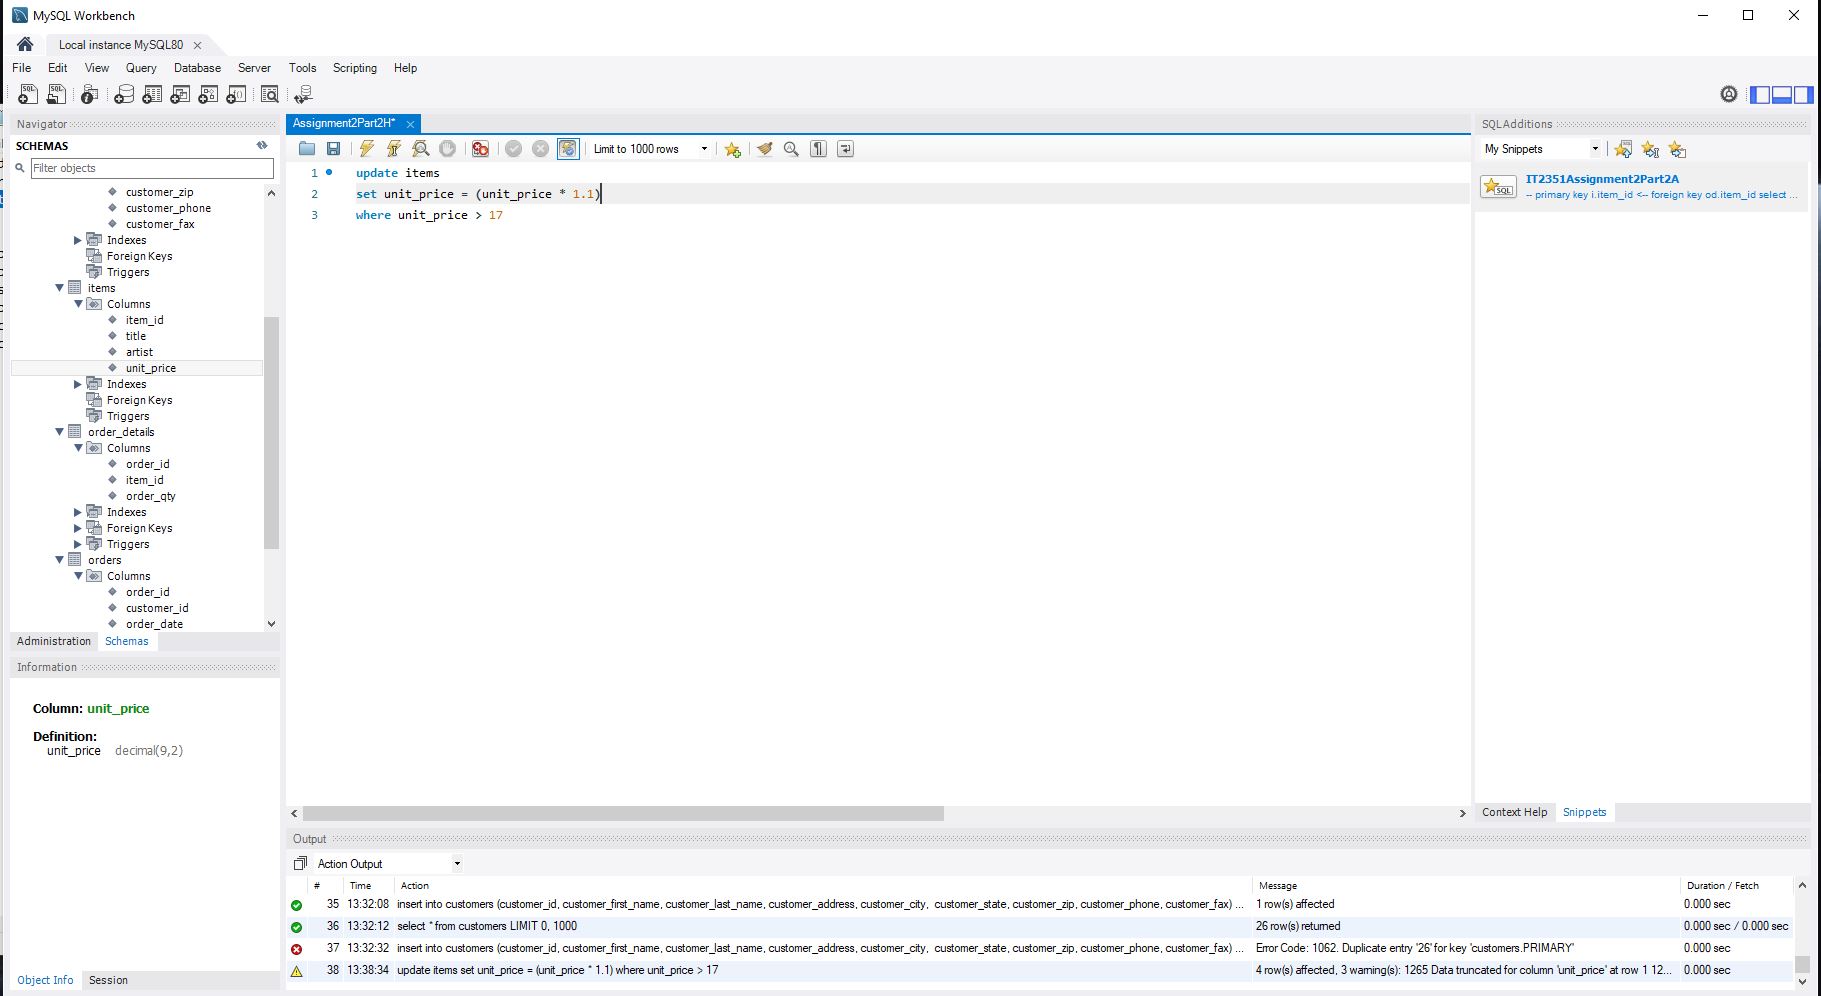 MySQL Workbench
Local instance MySQL80
File Edit View Query Database Server Tools Scripting Help
Navigator
SCHEMAS
Filter objects
customer_zip
customer_phone
customer_fax
Indexes
Foreign Keys
Triggers
items
Columns
item_id
title
artist
unit_price
Indexes
Foreign Keys
Triggers
order_details
Columns
order_id
item_id
order_qty
Indexes
Foreign Keys
Triggers
orders
Columns
order_id
customer_id
order_date
Administration Schemas
Information
Column: unit_price
Definition:
unit_price decimal(9,2)
Object Info Session
Assignment2Part2H*
Limit to 1000 rows
1 update items
2 set unit_price = (unit_price * 1.1)
3 where unit_price > 17
SQLAdditions
My Snippets
SQL IT2351Assignment2Part2A
-- primary key i.item_id <-- foreign key od.item_id select ...
Context Help Snippets
Output
Action Output
# Time Action Message Duration / Fetch
35 13:32:08 insert into customers (customer_id, customer_first_name, customer_last_name, customer_address, customer_city, customer_state, customer_zip, customer_phone, customer_fax) ... 1 row(s) affected 0.000 sec
36 13:32:12 select * from customers LIMIT 0, 1000 26 row(s) returned 0.000 sec / 0.000 sec
37 13:32:32 insert into customers (customer_id, customer_first_name, customer_last_name, customer_address, customer_city, customer_state, customer_zip, customer_phone, customer_fax) ... Error Code: 1062. Duplicate entry '26' for key 'customers.PRIMARY' 0.000 sec
38 13:38:34 update items set unit_price = (unit_price * 1.1) where unit_price > 17 4 row(s) affected, 3 warning(s): 1265 Data truncated for column 'unit_price' at row 1 12... 0.000 sec